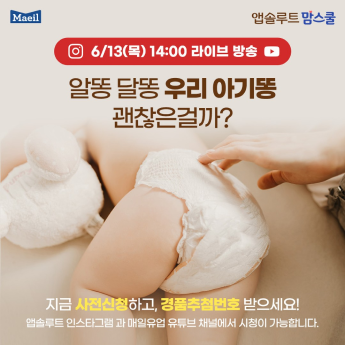 Maeil
앱솔루트 맘스쿨
6/13(목) 14:00 라이브 방송
알똥 달똥 우리 아기똥
괜찮은걸까?
지금 사전신청하고, 경품추첨번호 받으세요!
앱솔루트 인스타그램 과 매일유업 유튜브 채널에서 시청이 가능합니다.